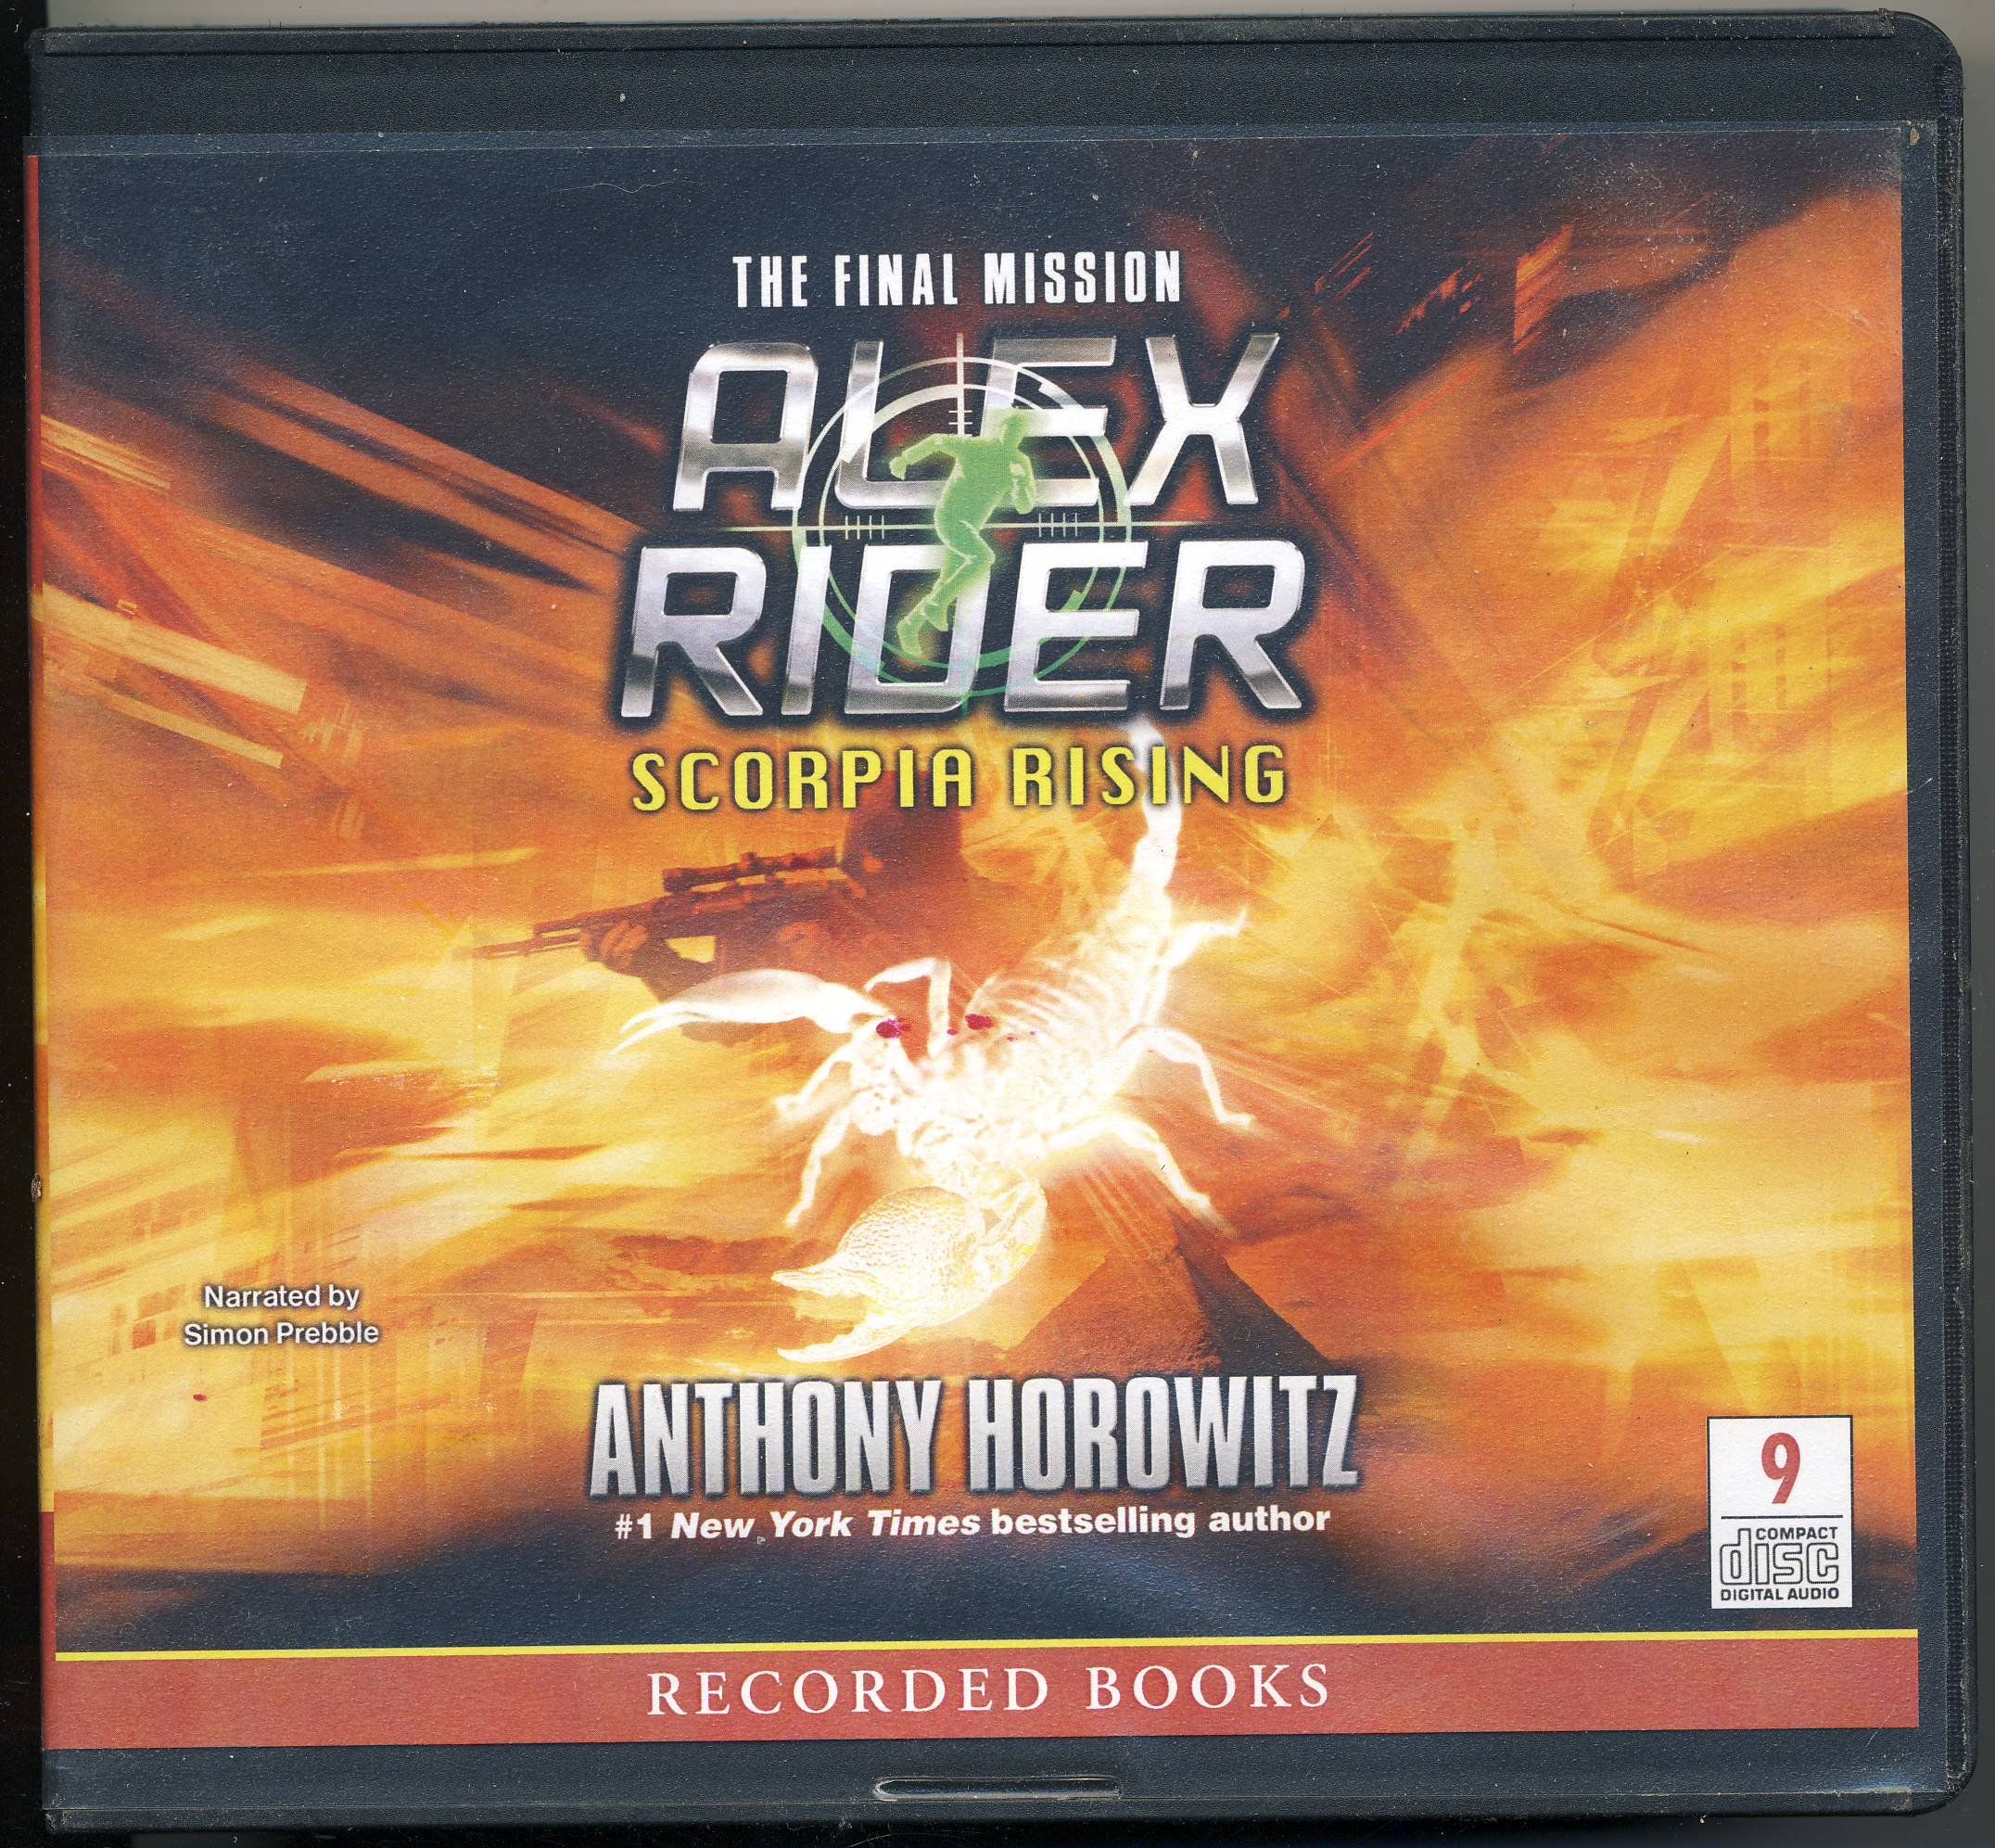 THE FINAL MISSION
ALEX
RIDER
SCORPIA RISING
Narrated by
Simon Prebble
ANTHONY HOROWITZ
#1 New York Times bestselling author
9
COMPACT
disc
DIGITAL AUDIO
RECORDED BOOKS